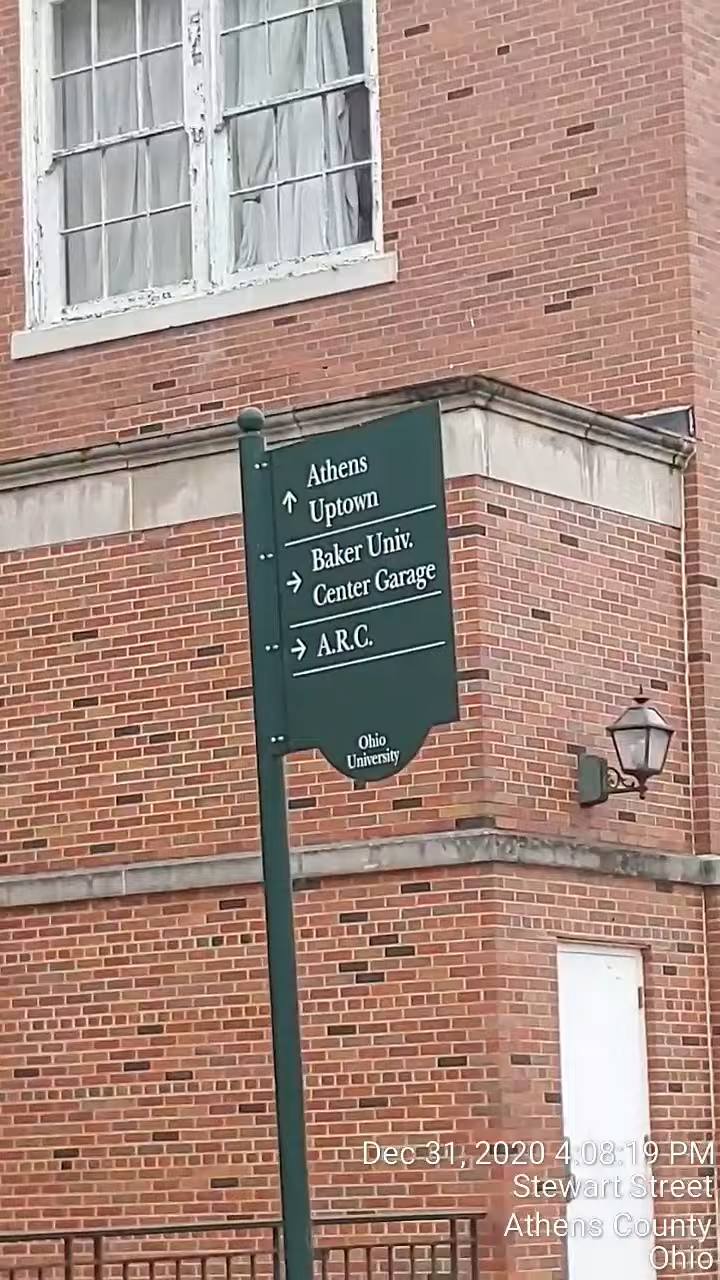 ↑ Athens
Uptown
→ Baker Univ.
Center Garage
→ A.R.C.
Ohio
University
Dec 31, 2020 4:08:19 PM
Stewart Street
Athens County
Ohio